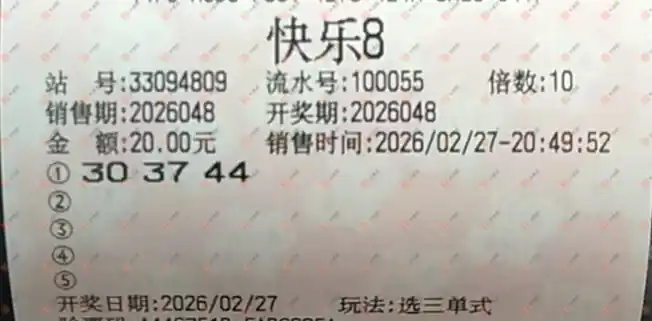 快乐8
站 号:33094809 流水号:100055 倍数:10
销售期:2026048 开奖期:2026048
金 额:20.00元 销售时间:2026/02/27-20:49:52
① 30 37 44
②
③
④
⑤
开奖日期:2026/02/27 玩法:选三单式